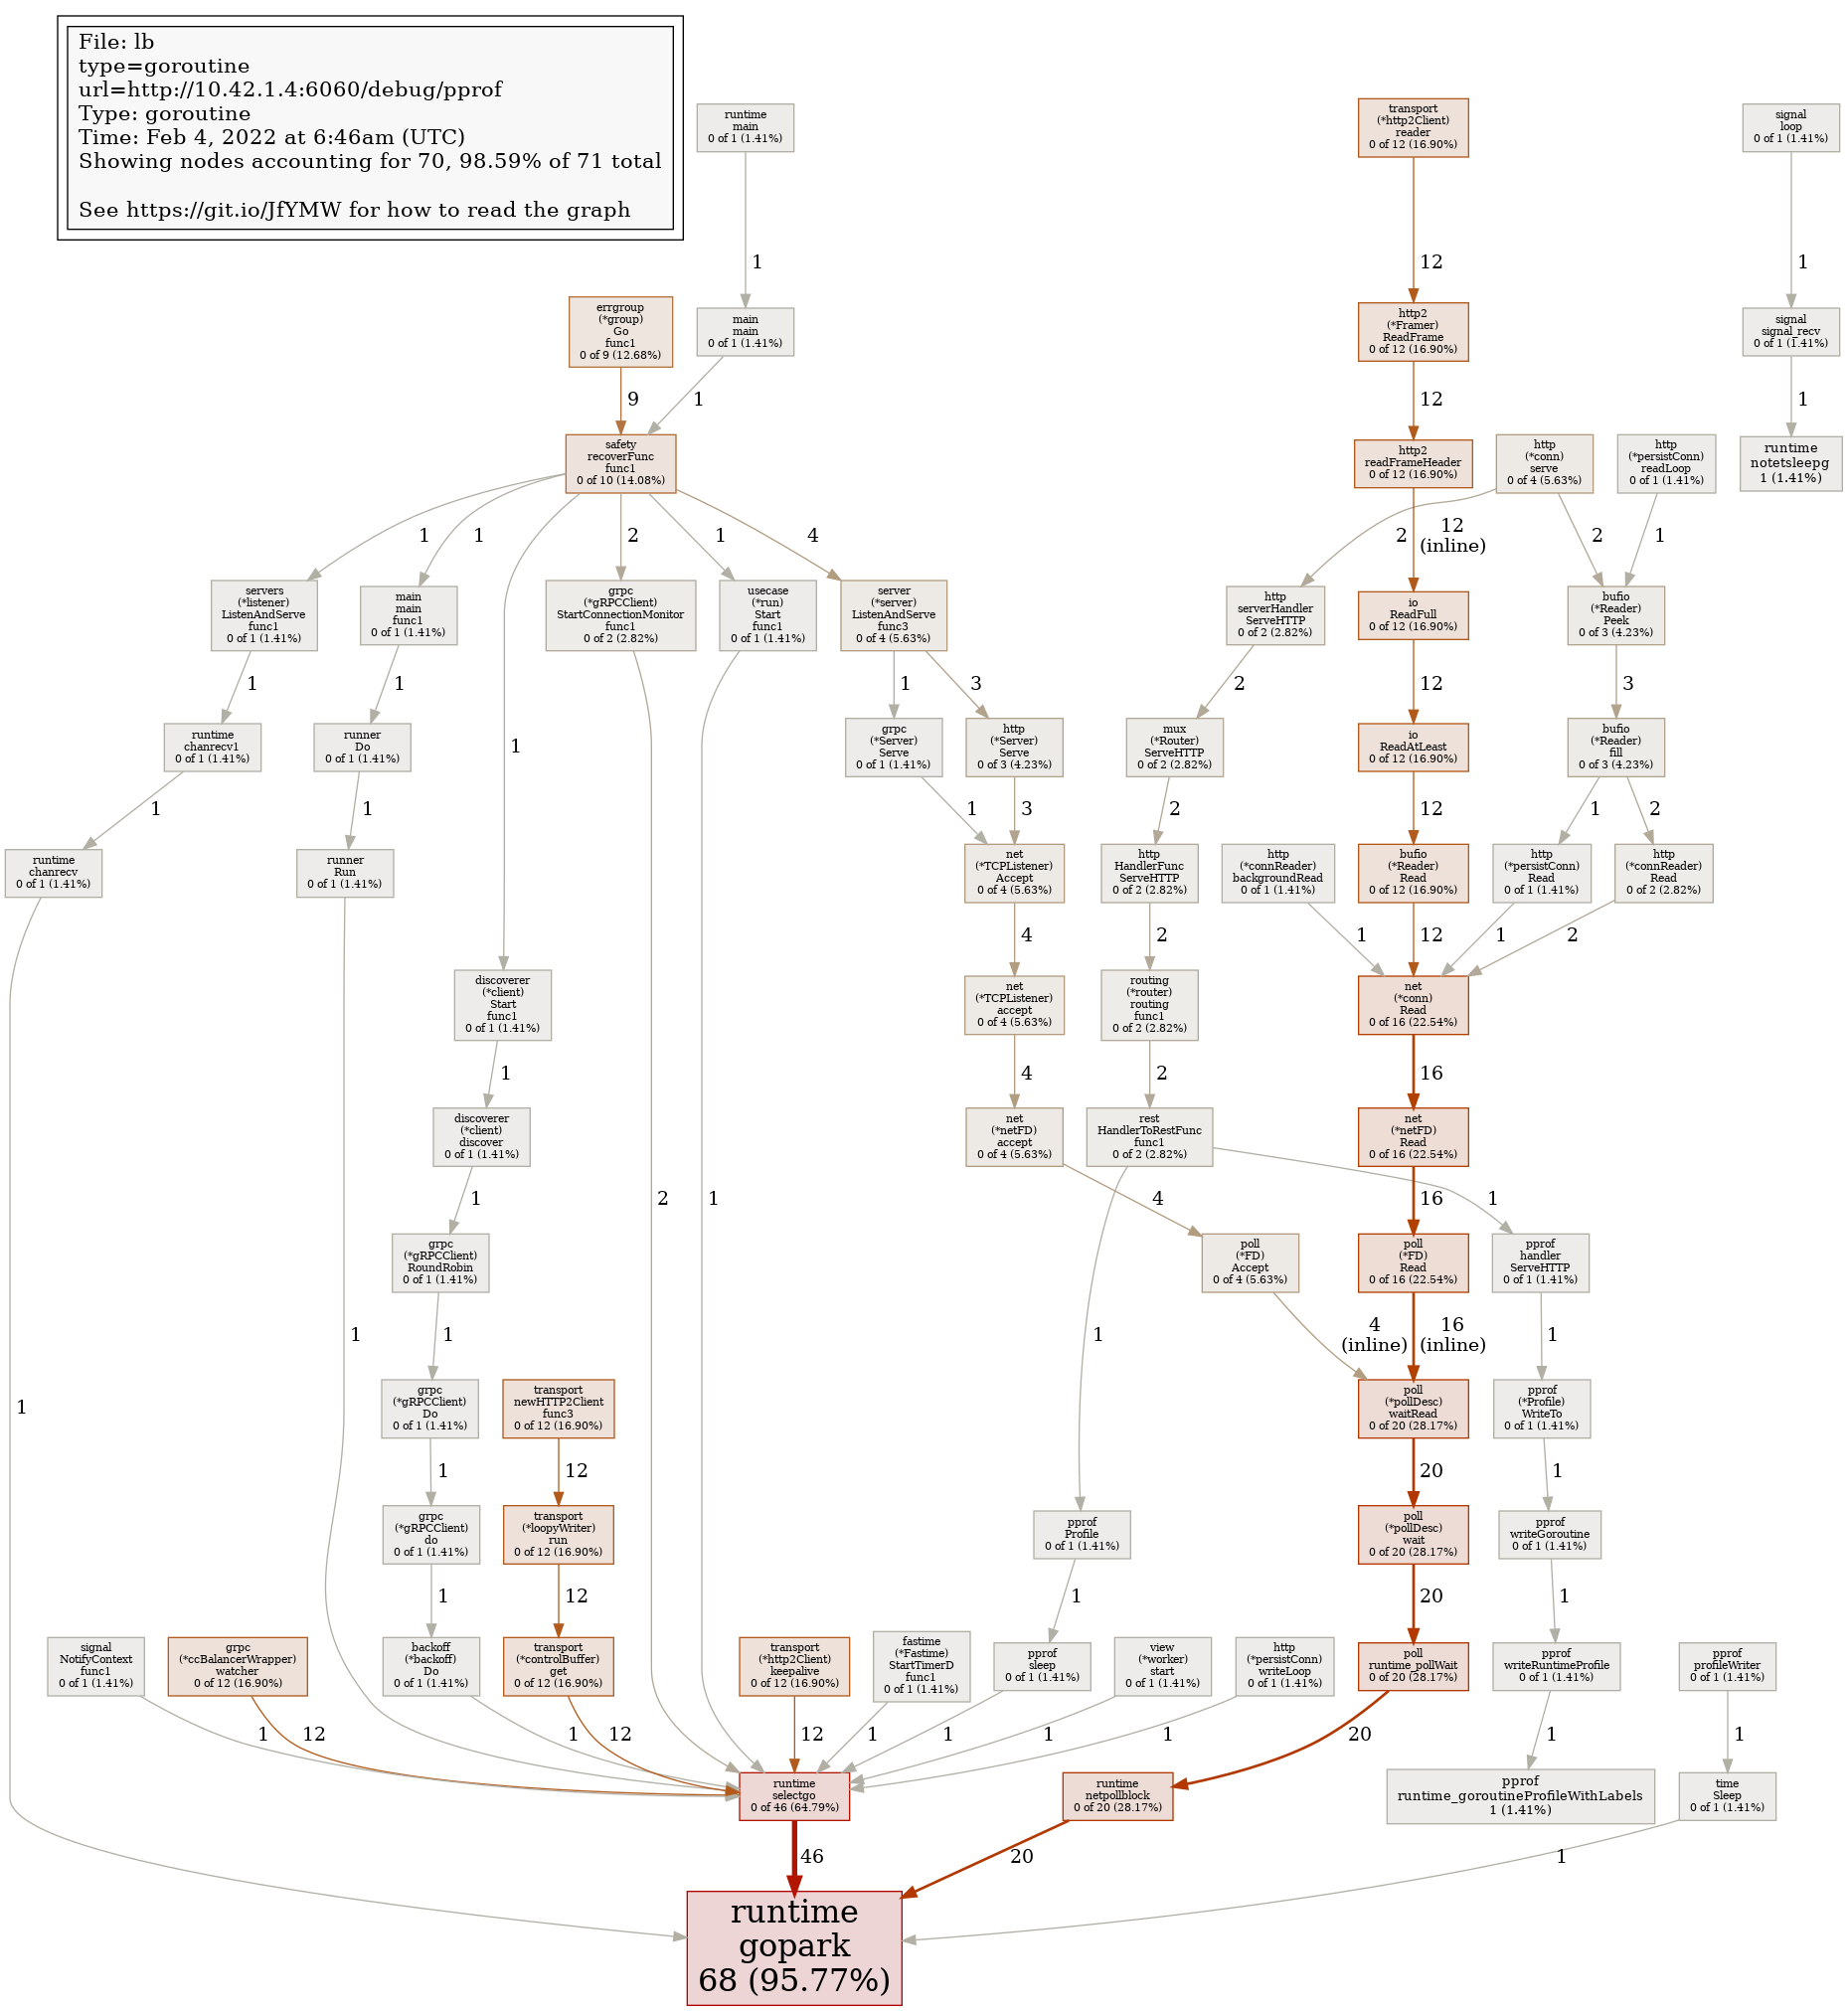 File: lb
type=goroutine
url=http://10.42.1.4:6060/debug/pprof
Type: goroutine
Time: Feb 4, 2022 at 6:46am (UTC)
Showing nodes accounting for 70, 98.59% of 71 total
See https://git.io/JfYMW for how to read the graph
runtime
main
0 of 1 (1.41%)
transport
(*http2Client)
reader
0 of 12 (16.90%)
signal
loop
0 of 1 (1.41%)
1
12
1
errgroup
(*group)
Go
func1
0 of 9 (12.68%)
main
main
0 of 1 (1.41%)
http2
(*Framer)
ReadFrame
0 of 12 (16.90%)
signal
signal_recv
0 of 1 (1.41%)
9
1
12
1
safety
recoverFunc
func1
0 of 10 (14.08%)
http2
readFrameHeader
0 of 12 (16.90%)
http
(*conn)
serve
0 of 4 (5.63%)
http
(*persistConn)
readLoop
0 of 1 (1.41%)
runtime
notetsleepg
1 (1.41%)
1
1
1
2
1
4
2
12
(inline)
2
1
servers
(*listener)
ListenAndServe
func1
0 of 1 (1.41%)
main
main
func1
0 of 1 (1.41%)
grpc
(*gRPCClient)
StartConnectionMonitor
func1
0 of 2 (2.82%)
usecase
(*run)
Start
func1
0 of 1 (1.41%)
server
(*server)
ListenAndServe
func3
0 of 4 (5.63%)
http
serverHandler
ServeHTTP
0 of 2 (2.82%)
io
ReadFull
0 of 12 (16.90%)
bufio
(*Reader)
Peek
0 of 3 (4.23%)
1
1
1
3
2
12
3
runtime
chanrecv1
0 of 1 (1.41%)
runner
Do
0 of 1 (1.41%)
grpc
(*Server)
Serve
0 of 1 (1.41%)
http
(*Server)
Serve
0 of 3 (4.23%)
mux
(*Router)
ServeHTTP
0 of 2 (2.82%)
io
ReadAtLeast
0 of 12 (16.90%)
bufio
(*Reader)
fill
0 of 3 (4.23%)
1
1
1
3
2
12
1
2
runtime
chanrecv
0 of 1 (1.41%)
runner
Run
0 of 1 (1.41%)
net
(*TCPListener)
Accept
0 of 4 (5.63%)
http
HandlerFunc
ServeHTTP
0 of 2 (2.82%)
http
(*connReader)
backgroundRead
0 of 1 (1.41%)
bufio
(*Reader)
Read
0 of 12 (16.90%)
http
(*persistConn)
Read
0 of 1 (1.41%)
http
(*connReader)
Read
0 of 2 (2.82%)
4
2
1
12
1
2
discoverer
(*client)
Start
func1
0 of 1 (1.41%)
net
(*TCPListener)
accept
0 of 4 (5.63%)
routing
(*router)
routing
func1
0 of 2 (2.82%)
net
(*conn)
Read
0 of 16 (22.54%)
1
4
2
16
discoverer
(*client)
discover
0 of 1 (1.41%)
net
(*netFD)
accept
0 of 4 (5.63%)
rest
HandlerToRestFunc
func1
0 of 2 (2.82%)
net
(*netFD)
Read
0 of 16 (22.54%)
1
2
1
4
16
1
grpc
(*gRPCClient)
RoundRobin
0 of 1 (1.41%)
poll
(*FD)
Accept
0 of 4 (5.63%)
poll
(*FD)
Read
0 of 16 (22.54%)
pprof
handler
ServeHTTP
0 of 1 (1.41%)
1
1
1
4
(inline)
16
(inline)
1
grpc
(*gRPCClient)
Do
0 of 1 (1.41%)
transport
newHTTP2Client
func3
0 of 12 (16.90%)
poll
(*pollDesc)
waitRead
0 of 20 (28.17%)
pprof
(*Profile)
WriteTo
0 of 1 (1.41%)
1
1
12
20
1
grpc
(*gRPCClient)
do
0 of 1 (1.41%)
transport
(*loopyWriter)
run
0 of 12 (16.90%)
pprof
Profile
0 of 1 (1.41%)
poll
(*pollDesc)
wait
0 of 20 (28.17%)
pprof
writeGoroutine
0 of 1 (1.41%)
1
12
1
20
1
signal
NotifyContext
func1
0 of 1 (1.41%)
grpc
(*ccBalancerWrapper)
watcher
0 of 12 (16.90%)
backoff
(*backoff)
Do
0 of 1 (1.41%)
transport
(*controlBuffer)
get
0 of 12 (16.90%)
transport
(*http2Client)
keepalive
0 of 12 (16.90%)
fastime
(*Fastime)
StartTimerD
func1
0 of 1 (1.41%)
pprof
sleep
0 of 1 (1.41%)
view
(*worker)
start
0 of 1 (1.41%)
http
(*persistConn)
writeLoop
0 of 1 (1.41%)
poll
runtime_pollWait
0 of 20 (28.17%)
pprof
writeRuntimeProfile
0 of 1 (1.41%)
pprof
profileWriter
0 of 1 (1.41%)
1
12
1
12
12
1
1
1
1
20
1
1
runtime
selectgo
0 of 46 (64.79%)
runtime
netpollblock
0 of 20 (28.17%)
pprof
runtime_goroutineProfileWithLabels
1 (1.41%)
time
Sleep
0 of 1 (1.41%)
46
20
1
runtime
gopark
68 (95.77%)